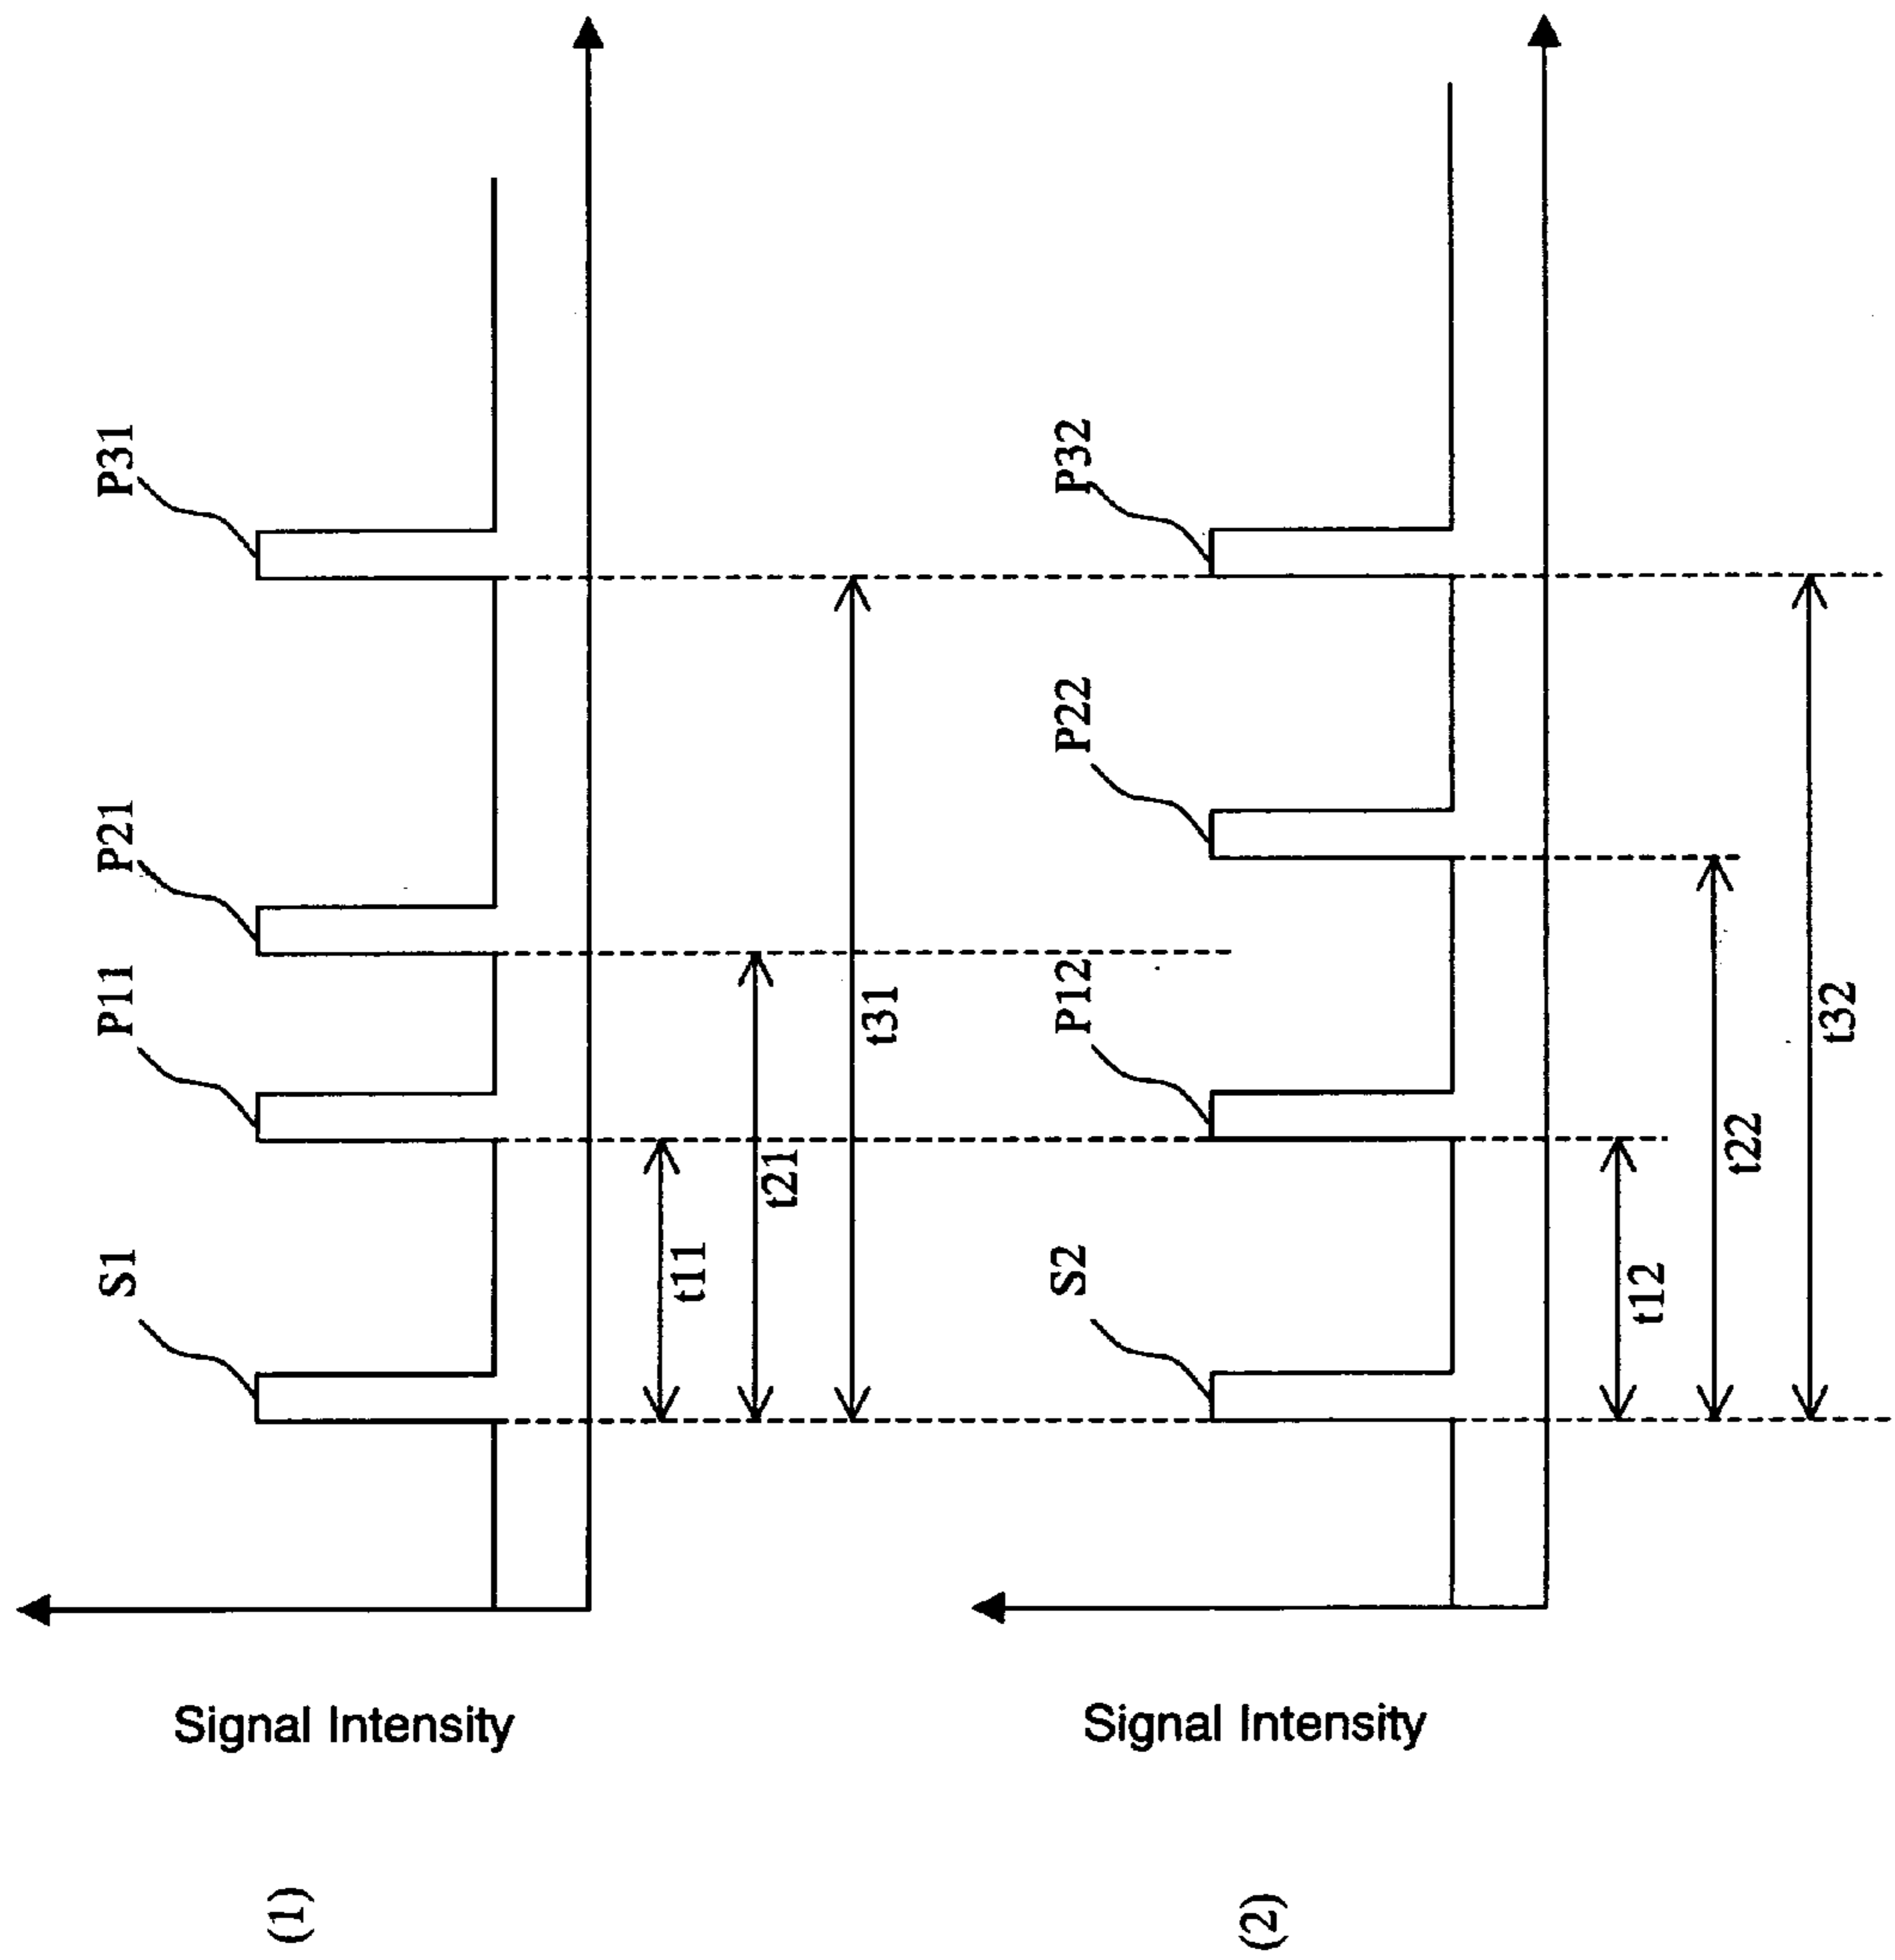 (1)
Signal Intensity
S1
P11
P21
P31
t11
t21
t31
(2)
Signal Intensity
S2
P12
P22
P32
t12
t22
t32